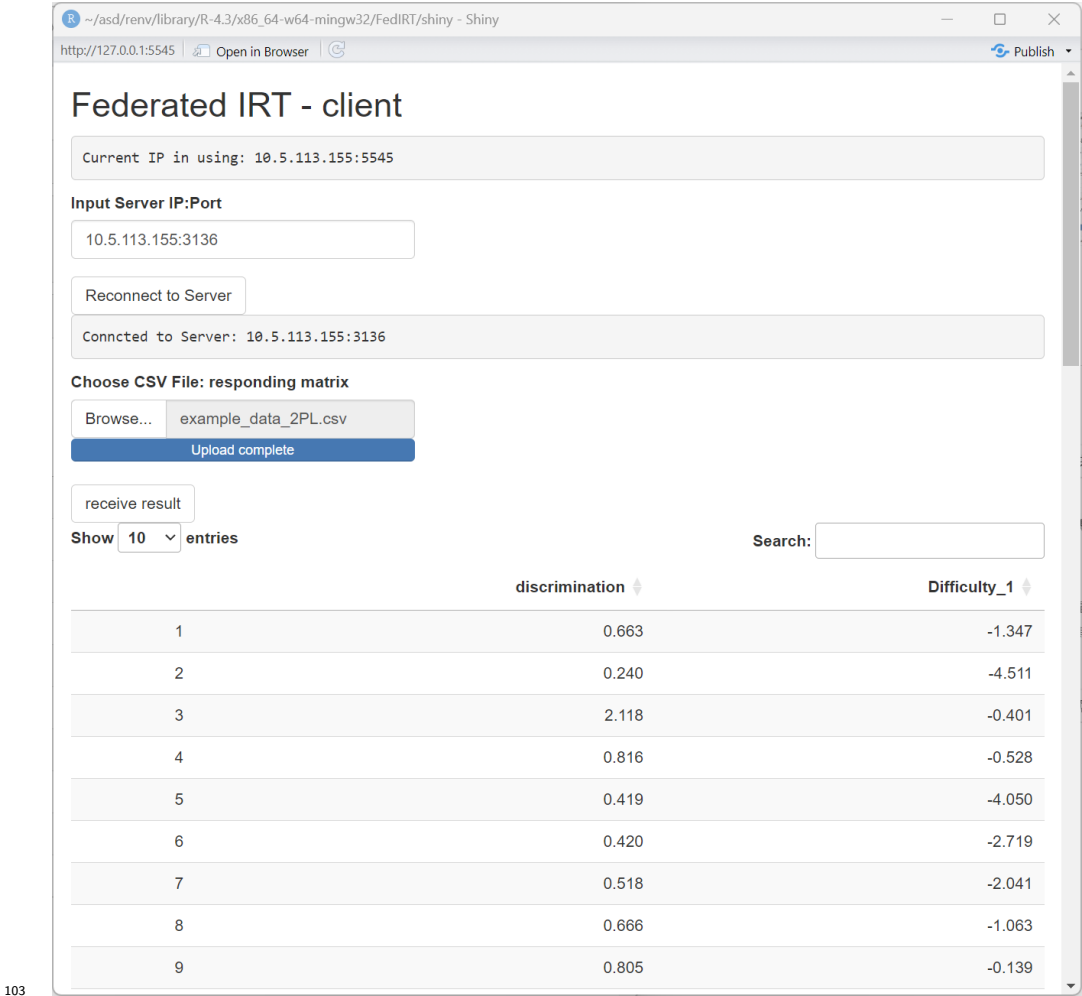 ~/asd/renv/library/R-4.3/x86_64-w64-mingw32/FedIRT/shiny - Shiny
http://127.0.0.1:5545 Open in Browser Publish
Federated IRT - client
Current IP in using: 10.5.113.155:5545
Input Server IP:Port
10.5.113.155:3136
Reconnect to Server
Conncted to Server: 10.5.113.155:3136
Choose CSV File: responding matrix
Browse... example_data_2PL.csv
Upload complete
receive result
Show 10 entries Search:
discrimination Difficulty_1
1 0.663 -1.347
2 0.240 -4.511
3 2.118 -0.401
4 0.816 -0.528
5 0.419 -4.050
6 0.420 -2.719
7 0.518 -2.041
8 0.666 -1.063
9 0.805 -0.139
103